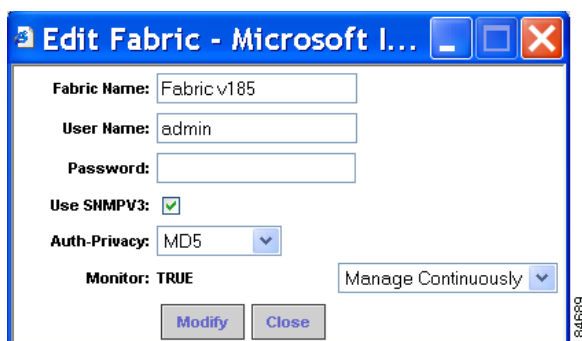 Edit Fabric - Microsoft I...
Fabric Name: Fabric v185
User Name: admin
Password:
Use SNMPV3:
Auth-Privacy: MD5
Monitor: TRUE Manage Continuously
Modify Close
84689